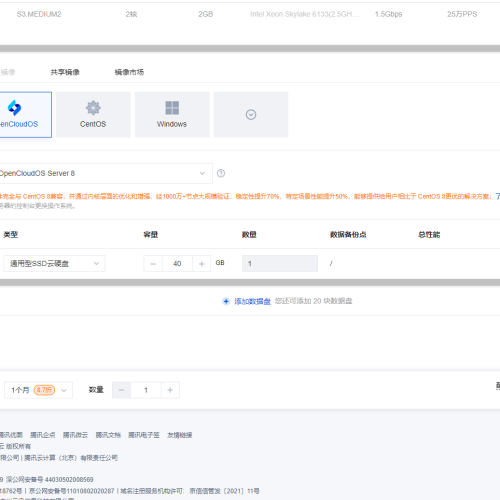 S3.MEDIUM2 2核 2GB Intel Xeon Skylake 6133(2.5GH... 1.5Gbps 25万PPS
镜像 共享镜像 镜像市场
enCloudOS CentOS Windows
OpenCloudOS Server 8
完全与 CentOS 8兼容，并通过内核层面的优化和增强，经1000万+节点大规模验证，稳定性提升70%，特定场景性能提升50%，能够提供给用户相比于 CentOS 8更优的解决方案。了
务器的控制台更换操作系统。
类型 容量 数量 数据备份点 总性能
通用型SSD云硬盘 − 40 + GB 1 /
添加数据盘 您还可添加 20 块数据盘
1个月 8.7折 数量 − 1 +
腾讯优图 腾讯企点 腾讯微云 腾讯文档 腾讯电子签 友情链接
云 版权所有
有限公司 | 腾讯云计算（北京）有限责任公司
9 深公网安备号 44030502008569
18762号 | 京公网安备号11010802020287 | 域名注册服务机构许可：京信信管发〔2021〕11号